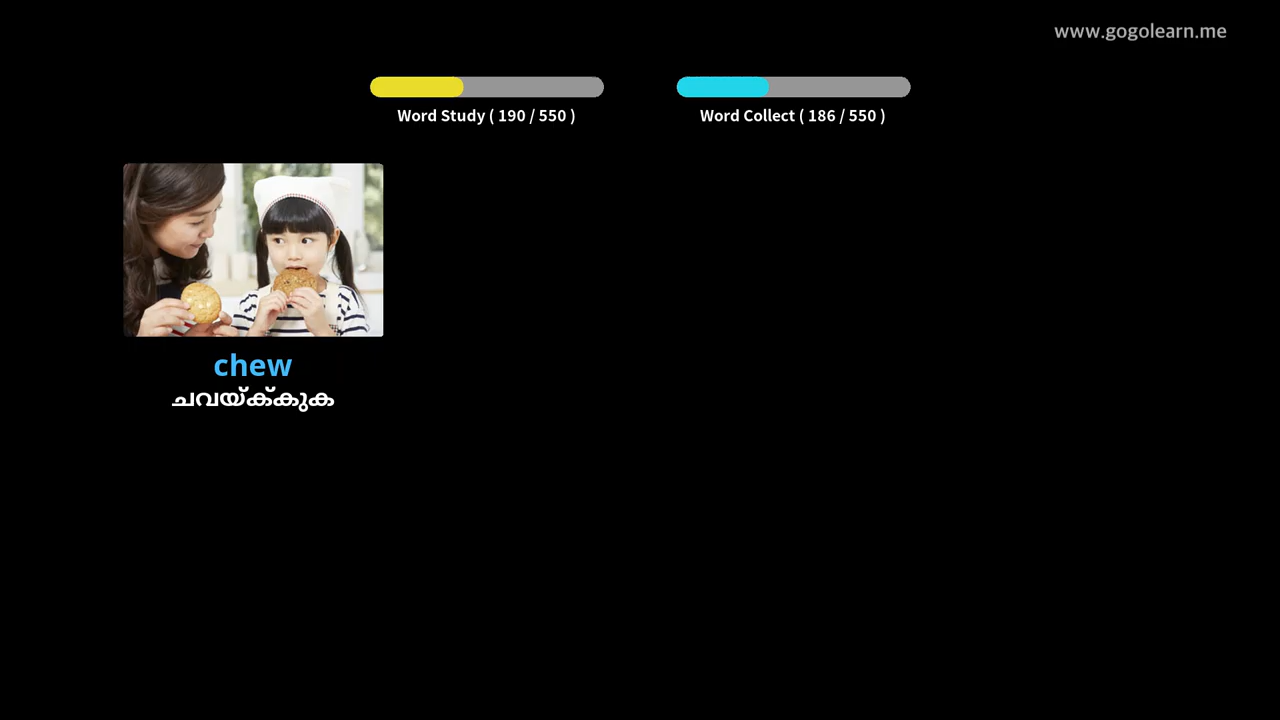 www.gogolearn.me
Word Study ( 190 / 550 )
Word Collect ( 186 / 550 )
chew
ചവയ്ക്കുക